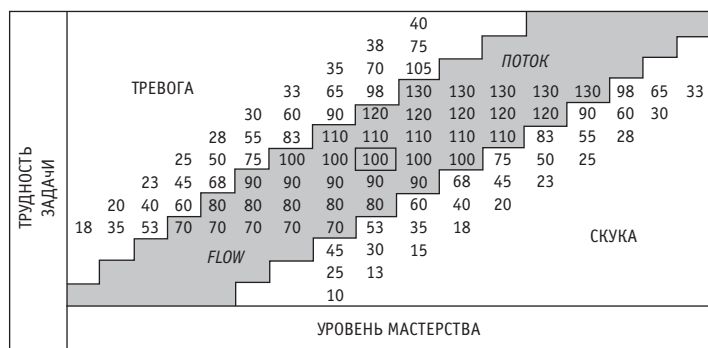 40
38 75
35 70 105 ПОТОК
ТРЕВОГА 33 65 98 130 130 130 130 130 98 65 33
30 60 90 120 120 120 120 120 90 60 30
28 55 83 110 110 110 110 110 83 55 28
25 50 75 100 100 100 100 100 75 50 25
23 45 68 90 90 90 90 90 68 45 23
20 40 60 80 80 80 80 80 60 40 20
18 35 53 70 70 70 70 70 53 35 18
СКУКА
FLOW 45 30 15
25 13
10
ТРУДНОСТЬ
ЗАДАчИ
УРОВЕНЬ МАСТЕРСТВА